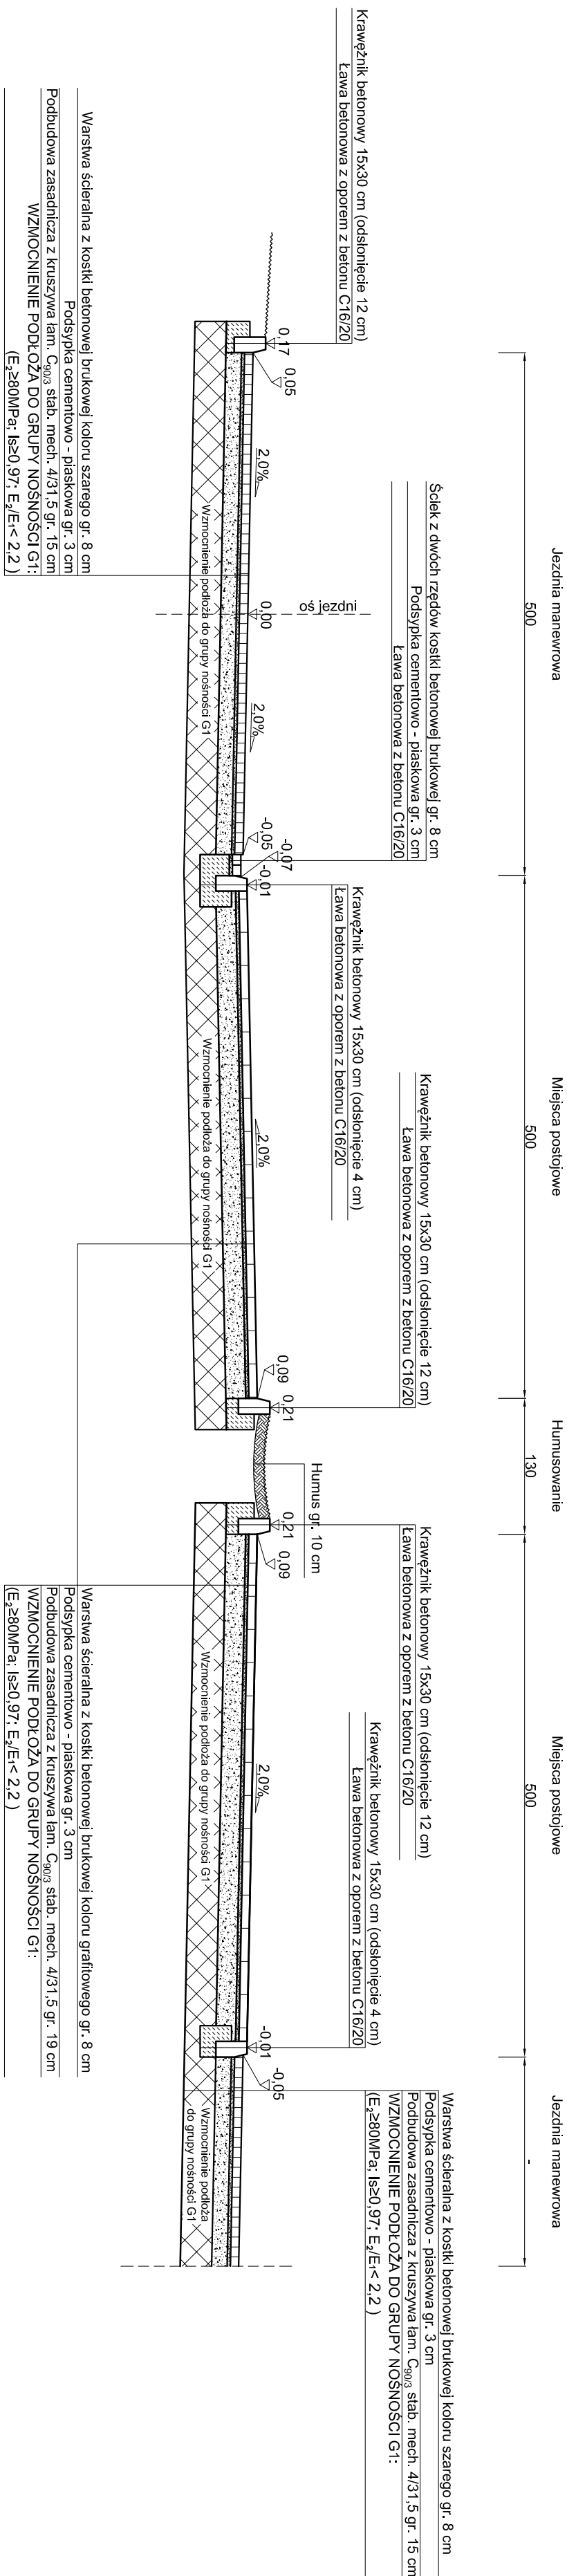 Jezdnia manewrowa
500
Miejsca postojowe
500
Humusowanie
130
Miejsca postojowe
500
Jezdnia manewrowa
-
Krawężnik betonowy 15x30 cm (odsłonięcie 12 cm)
Ława betonowa z oporem z betonu C16/20
Ściek z dwóch rzędów kostki betonowej brukowej gr. 8 cm
Podsypka cementowo - piaskowa gr. 3 cm
Ława betonowa z betonu C16/20
Krawężnik betonowy 15x30 cm (odsłonięcie 4 cm)
Ława betonowa z oporem z betonu C16/20
Krawężnik betonowy 15x30 cm (odsłonięcie 12 cm)
Ława betonowa z oporem z betonu C16/20
Humus gr. 10 cm
Krawężnik betonowy 15x30 cm (odsłonięcie 12 cm)
Ława betonowa z oporem z betonu C16/20
Krawężnik betonowy 15x30 cm (odsłonięcie 4 cm)
Ława betonowa z oporem z betonu C16/20
Warstwa ścieralna z kostki betonowej brukowej koloru szarego gr. 8 cm
Podsypka cementowo - piaskowa gr. 3 cm
Podbudowa zasadnicza z kruszywa łam. C90/3 stab. mech. 4/31,5 gr. 15 cm
WZMOCNIENIE PODŁOŻA DO GRUPY NOŚNOŚCI G1:
(E₂≥80MPa; Is≥0,97; E₂/E₁< 2,2 )
oś jezdni
0,17
0,05
2,0%
0,00
2,0%
-0,05
-0,07
-0,01
2,0%
0,09
0,21
0,21
0,09
2,0%
-0,01
-0,05
Wzmocnienie podłoża do grupy nośności G1
Wzmocnienie podłoża do grupy nośności G1
Wzmocnienie podłoża do grupy nośności G1
Wzmocnienie podłoża
do grupy nośności G1
Warstwa ścieralna z kostki betonowej brukowej koloru szarego gr. 8 cm
Podsypka cementowo - piaskowa gr. 3 cm
Podbudowa zasadnicza z kruszywa łam. C90/3 stab. mech. 4/31,5 gr. 15 cm
WZMOCNIENIE PODŁOŻA DO GRUPY NOŚNOŚCI G1:
(E₂≥80MPa; Is≥0,97; E₂/E₁< 2,2 )
Warstwa ścieralna z kostki betonowej brukowej koloru grafitowego gr. 8 cm
Podsypka cementowo - piaskowa gr. 3 cm
Podbudowa zasadnicza z kruszywa łam. C90/3 stab. mech. 4/31,5 gr. 19 cm
WZMOCNIENIE PODŁOŻA DO GRUPY NOŚNOŚCI G1:
(E₂≥80MPa; Is≥0,97; E₂/E₁< 2,2 )